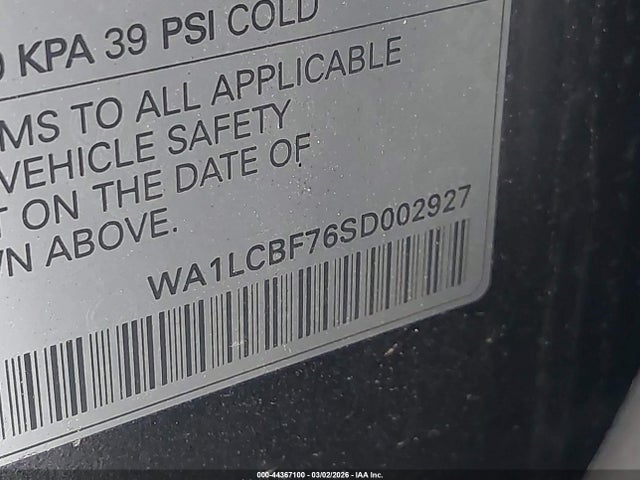 0 KPA 39 PSI COLD
MS TO ALL APPLICABLE
VEHICLE SAFETY
T ON THE DATE OF
WN ABOVE.
WA1LCBF76SD002927
000-44367100 - 03/02/2026 - IAA Inc.